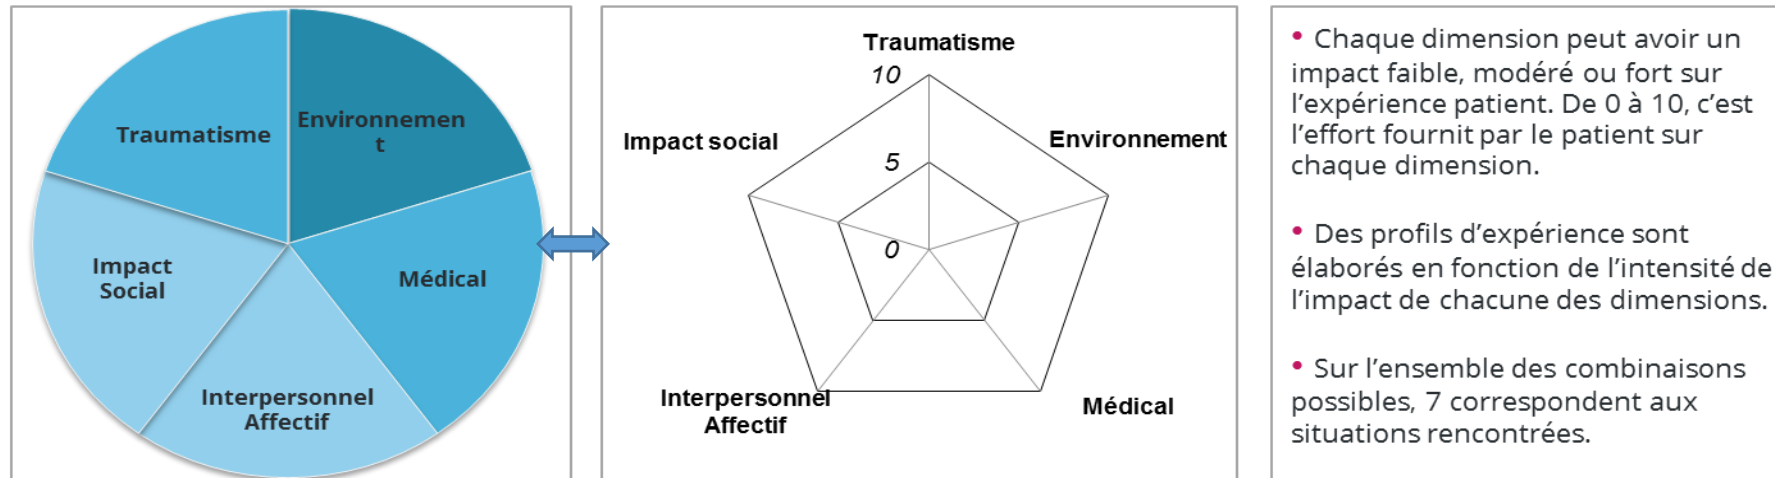 Traumatisme
Environnemen
t
Médical
Interpersonnel
Affectif
Impact
Social
Traumatisme
10
Impact social
Environnement
5
0
Interpersonnel
Affectif
Médical
• Chaque dimension peut avoir un
impact faible, modéré ou fort sur
l’expérience patient. De 0 à 10, c’est
l’effort fournit par le patient sur
chaque dimension.
• Des profils d’expérience sont
élaborés en fonction de l’intensité de
l’impact de chacune des dimensions.
• Sur l’ensemble des combinaisons
possibles, 7 correspondent aux
situations rencontrées.